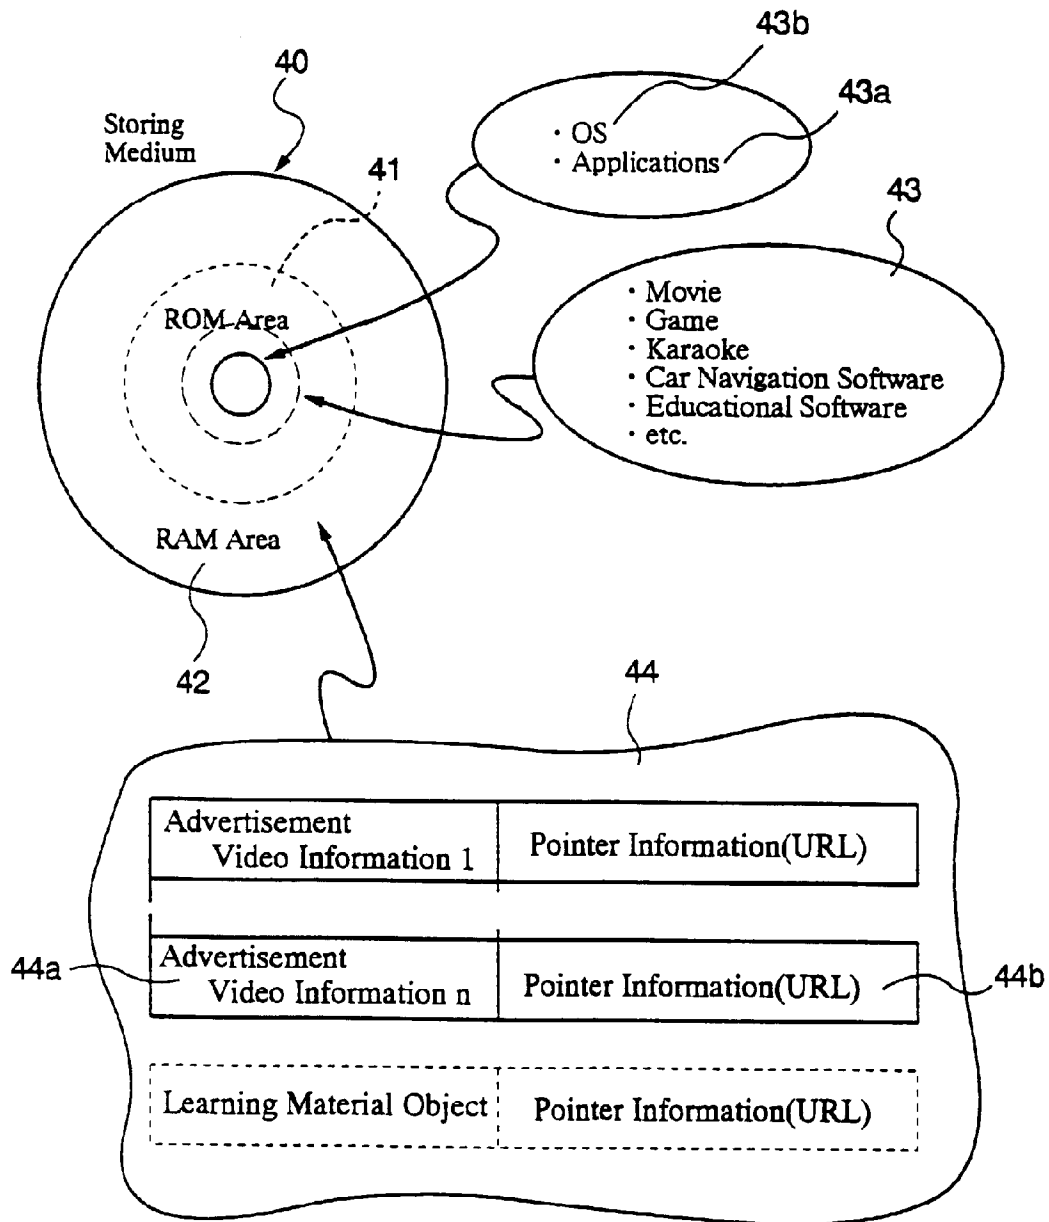 43b
40
43a
Storing
Medium
· OS
· Applications
41
43
ROM Area
· Movie
· Game
· Karaoke
· Car Navigation Software
· Educational Software
· etc.
RAM Area
42
44
Advertisement
Video Information 1
Pointer Information(URL)
44a
Advertisement
Video Information n
Pointer Information(URL)
44b
Learning Material Object
Pointer Information(URL)